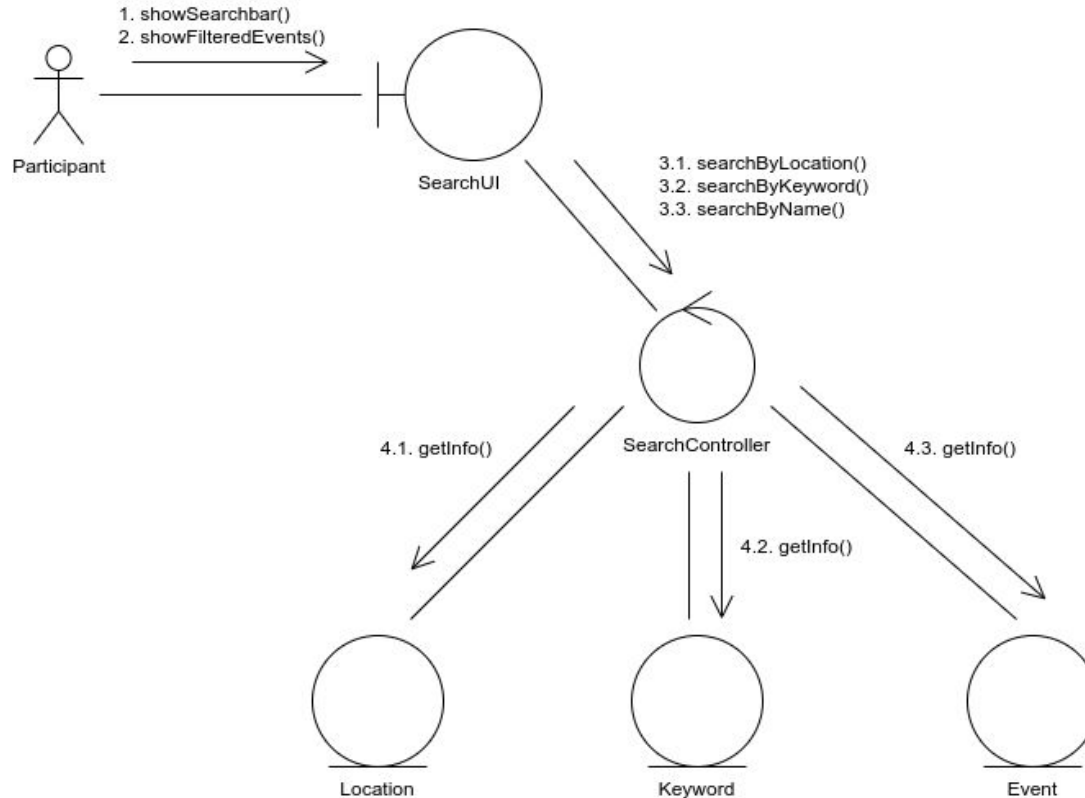 1. showSearchbar()
2. showFilteredEvents()
Participant
SearchUI
3.1. searchByLocation()
3.2. searchByKeyword()
3.3. searchByName()
SearchController
4.1. getInfo()
4.3. getInfo()
4.2. getInfo()
Location
Keyword
Event